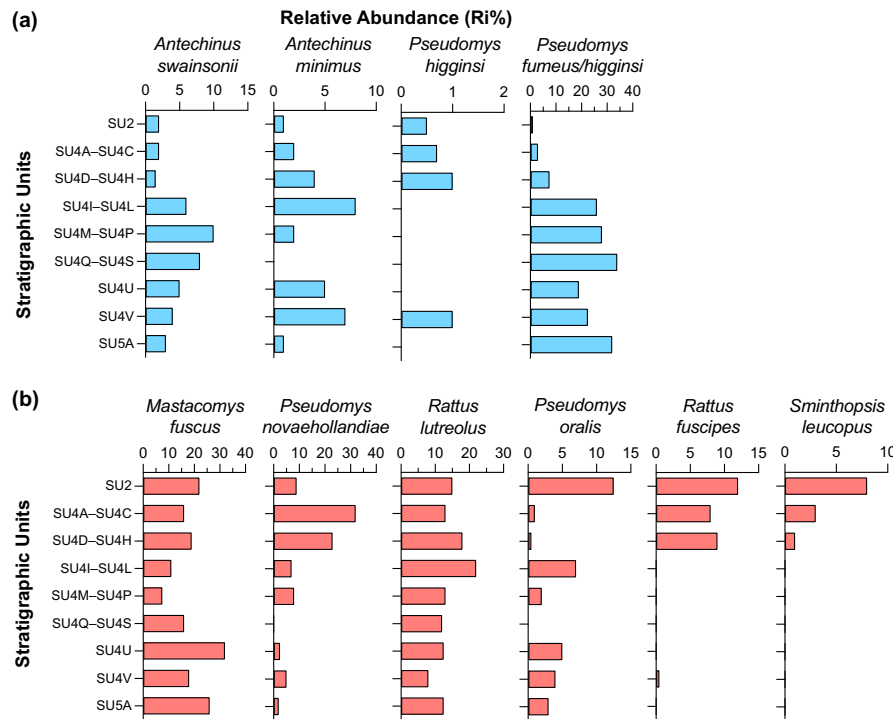 (a)
Relative Abundance (Ri%)
Antechinus swainsonii
Antechinus minimus
Pseudomys higginsi
Pseudomys fumeus/higginsi
0 5 10 15
0 5 10
0 1 2
0 10 20 30 40
Stratigraphic Units
SU2
SU4A–SU4C
SU4D–SU4H
SU4I–SU4L
SU4M–SU4P
SU4Q–SU4S
SU4U
SU4V
SU5A
(b)
Mastacomys fuscus
Pseudomys novaehollandiae
Rattus lutreolus
Pseudomys oralis
Rattus fuscipes
Sminthopsis leucopus
0 10 20 30 40
0 10 20 30 40
0 10 20 30
0 5 10 15
0 5 10 15
0 5 10
Stratigraphic Units
SU2
SU4A–SU4C
SU4D–SU4H
SU4I–SU4L
SU4M–SU4P
SU4Q–SU4S
SU4U
SU4V
SU5A